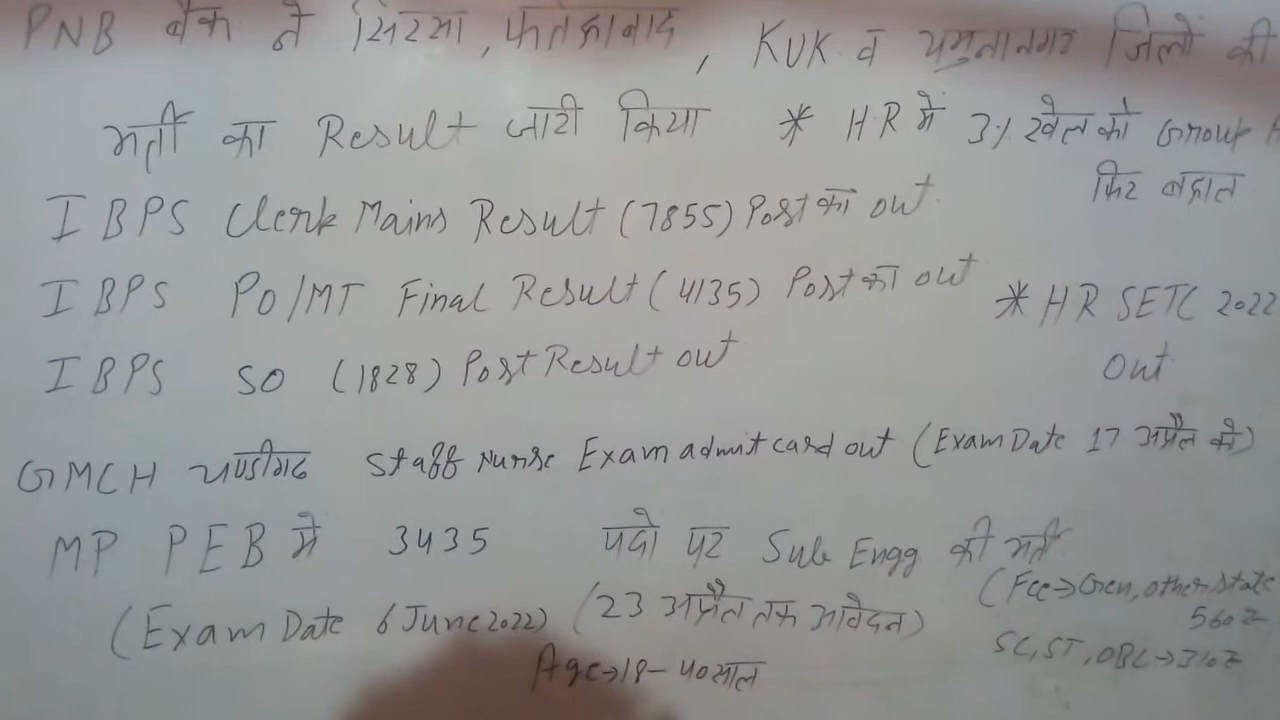 PNB बैंक ने सिरसा, फतेहाबाद, KUK व यमुनानगर जिलों की
भर्ती का Result जारी किया * HR में 3% खेल को Group
फिर बहाल
IBPS Clerk Mains Result (7855) Post का out
IBPS PO/MT Final Result (4135) Post का out
* HR SETC 2022
out
IBPS SO (1828) Post Result out
GMCH चण्डीगढ Staff Nurse Exam admit card out (Exam Date 17 अप्रैल को)
MP PEB में 3435 पदो पर Sub Engg की भर्ती
(Exam Date 6 June 2022) (23 अप्रैल तक आवेदन)
(Fee→Gen, other State
560र
SC, ST, OBC→310र
Age→18-40साल